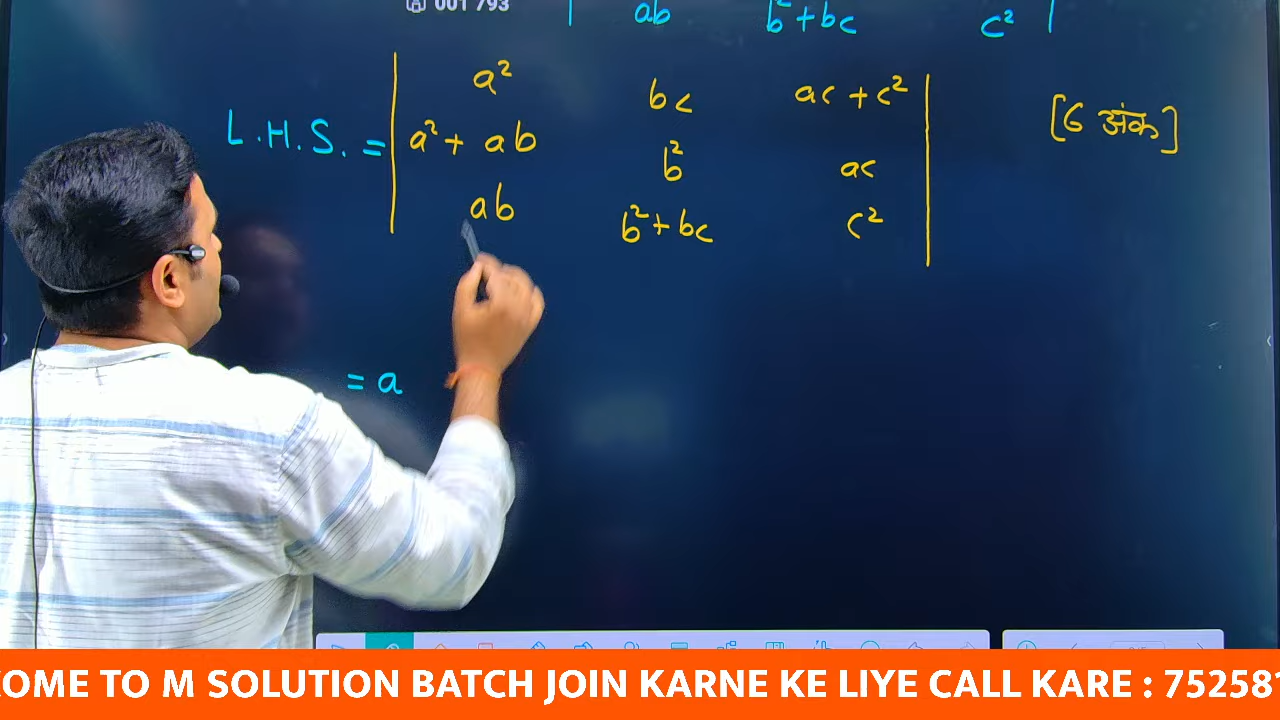 001 793
| ab b² + bc c² |
L.H.S. = | a² bc ac + c² | [6 अंक]
| a² + ab b² ac |
| ab b² + bc c² |
= a
OME TO M SOLUTION BATCH JOIN KARNE KE LIYE CALL KARE : 75258